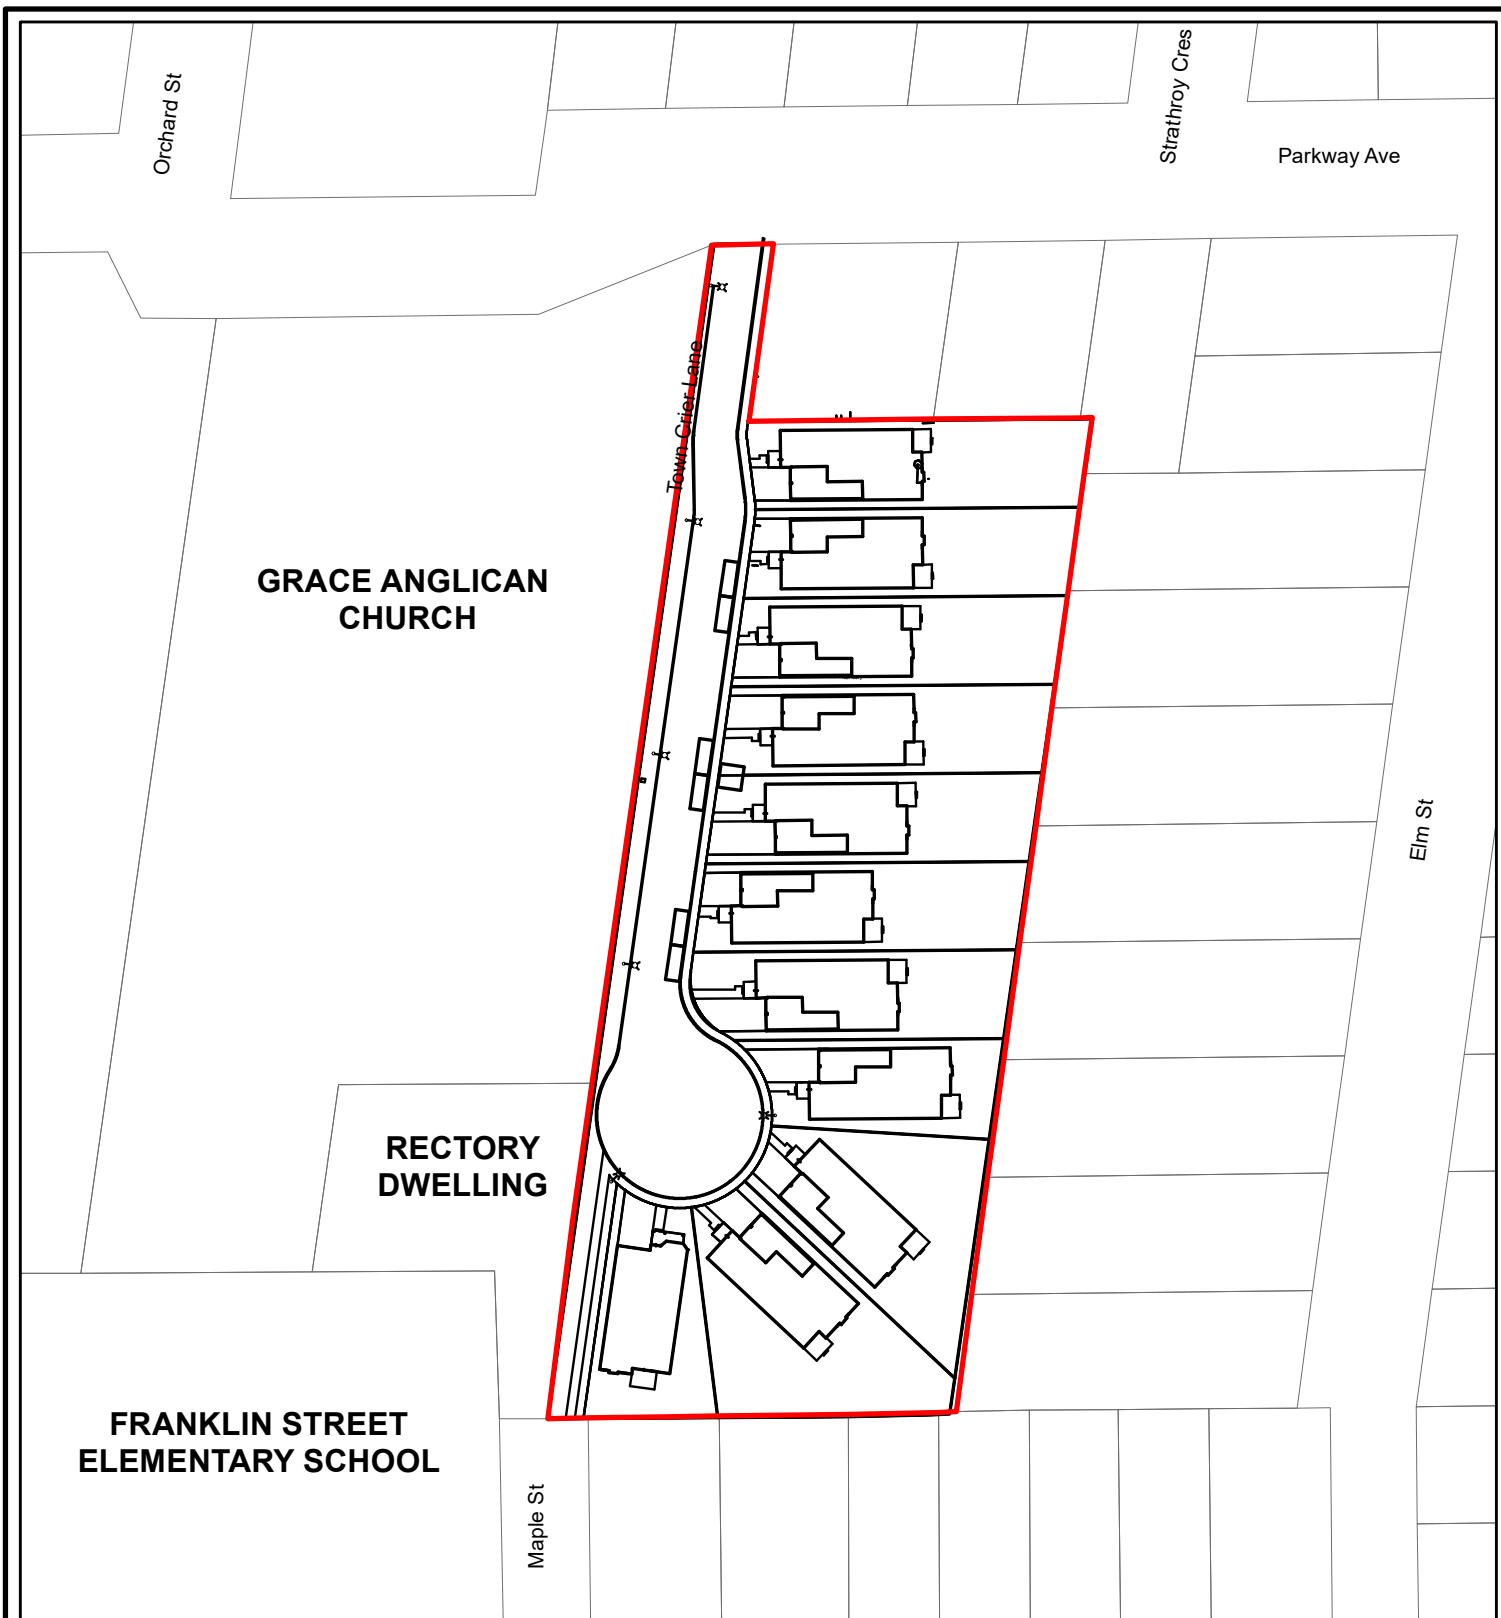 Orchard St
Strathroy Cres
Parkway Ave
Town Crier Lane
GRACE ANGLICAN
CHURCH
Elm St
RECTORY
DWELLING
FRANKLIN STREET
ELEMENTARY SCHOOL
Maple St